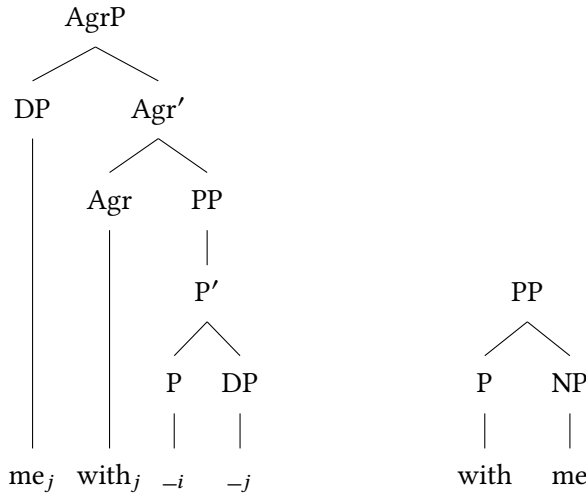 AgrP
DP Agr′
Agr PP
P′ PP
P DP P NP
me_j with_j _i _j with me